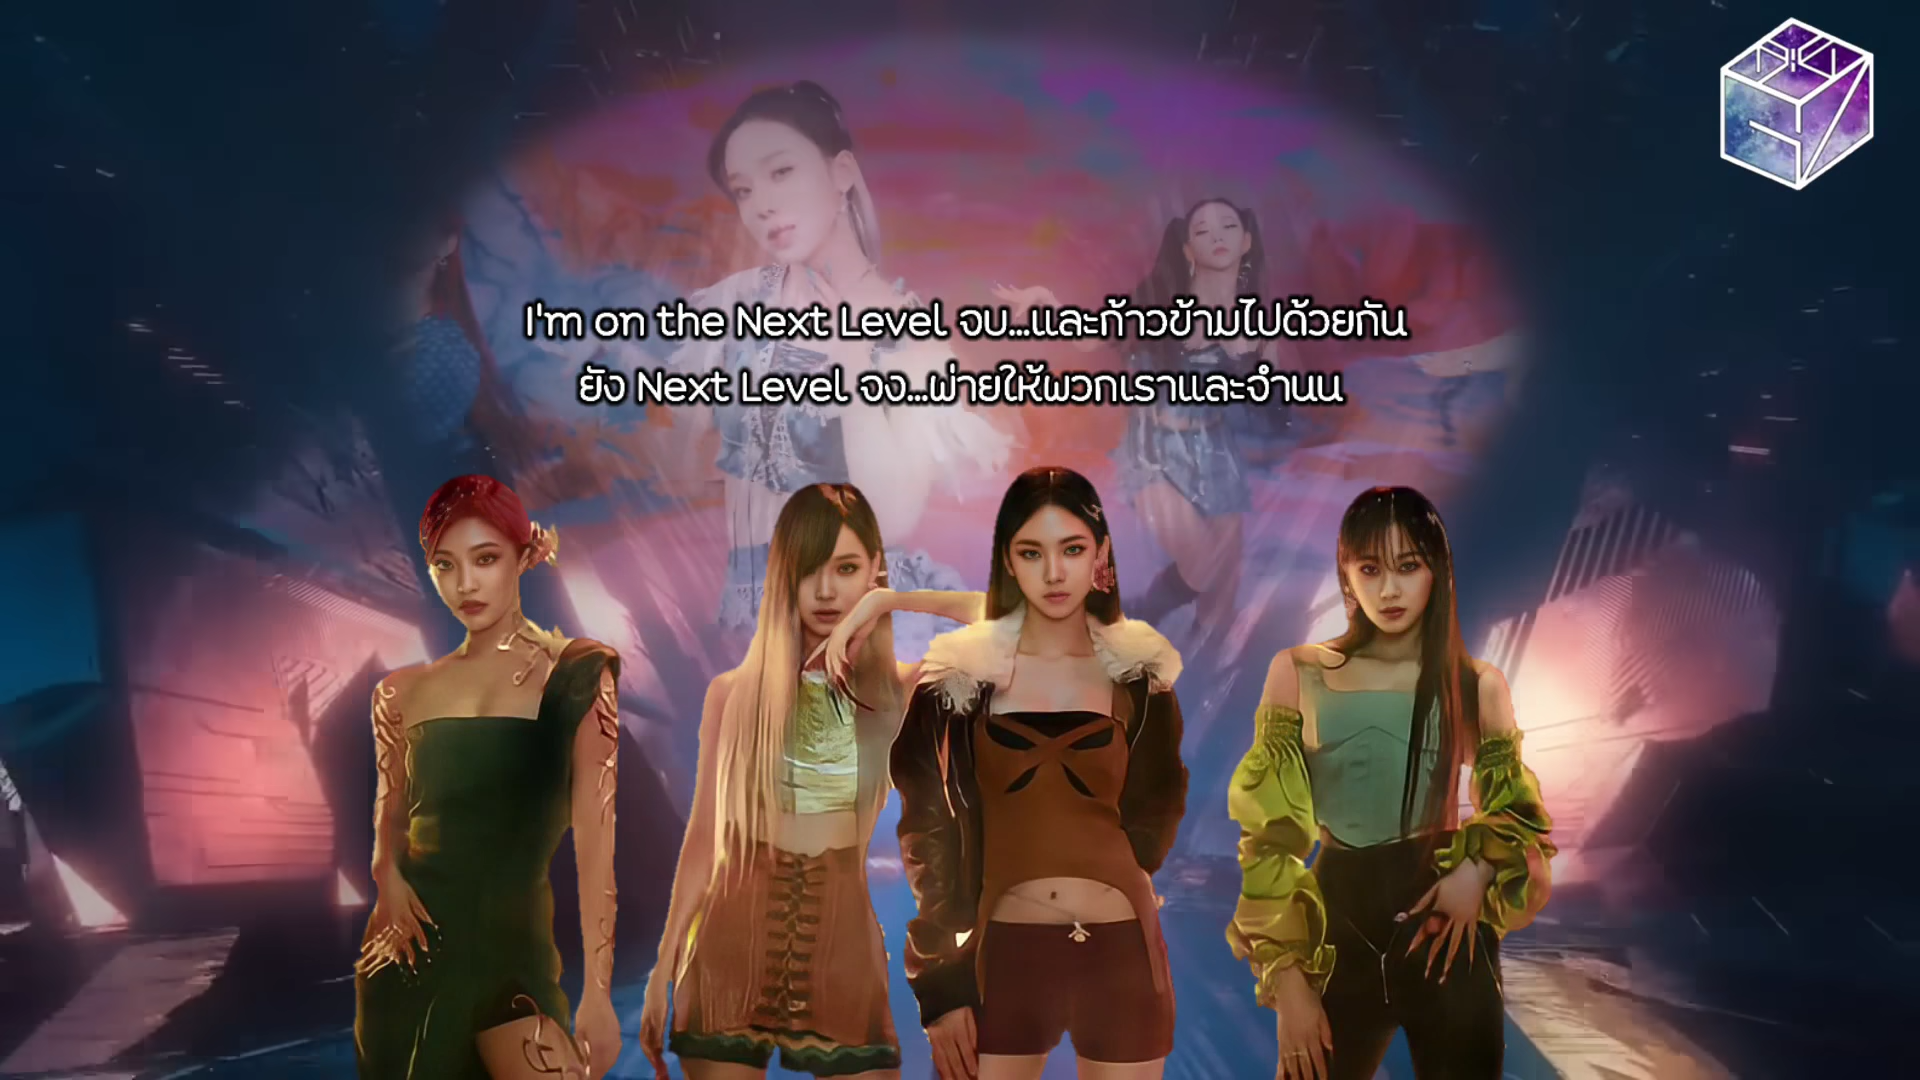 I'm on the Next Level จบ...และก้าวข้ามไปด้วยกัน
ยัง Next Level จง...พ่ายให้พวกเราและจำนน